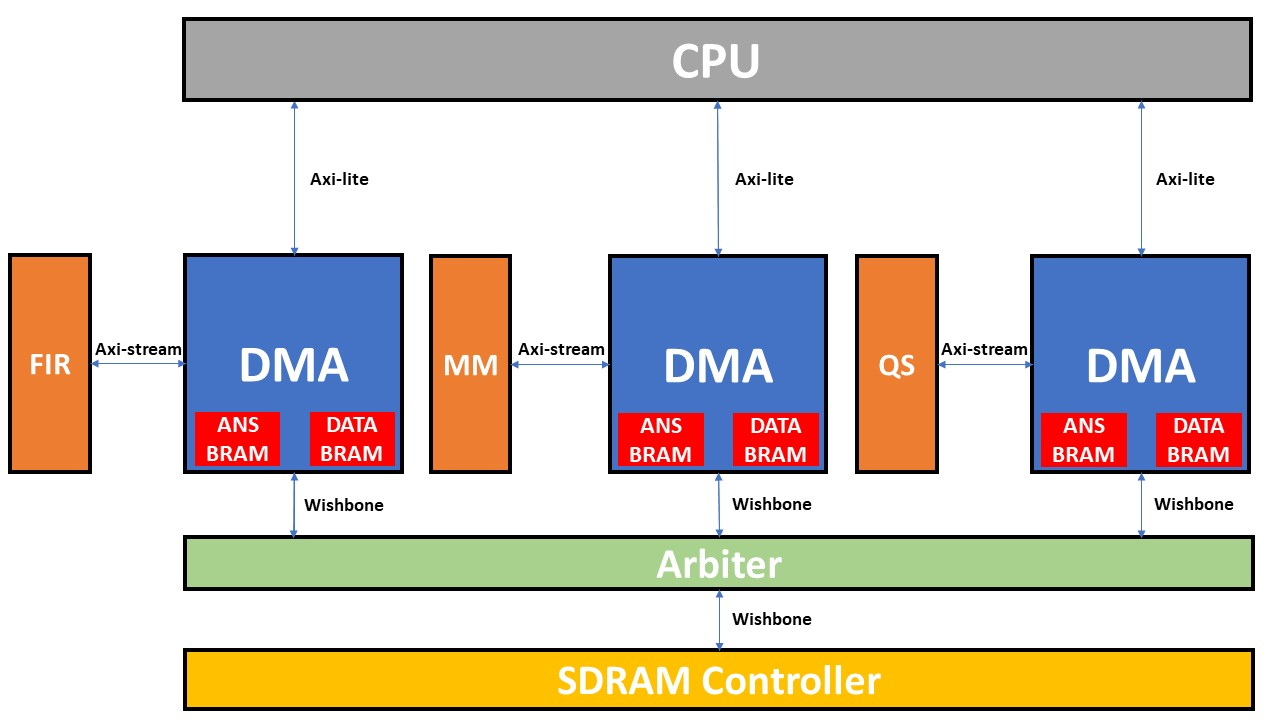 CPU
Axi-lite
Axi-lite
Axi-lite
FIR
Axi-stream
DMA
ANS
BRAM
DATA
BRAM
MM
Axi-stream
DMA
ANS
BRAM
DATA
BRAM
QS
Axi-stream
DMA
ANS
BRAM
DATA
BRAM
Wishbone
Wishbone
Wishbone
Arbiter
Wishbone
SDRAM Controller